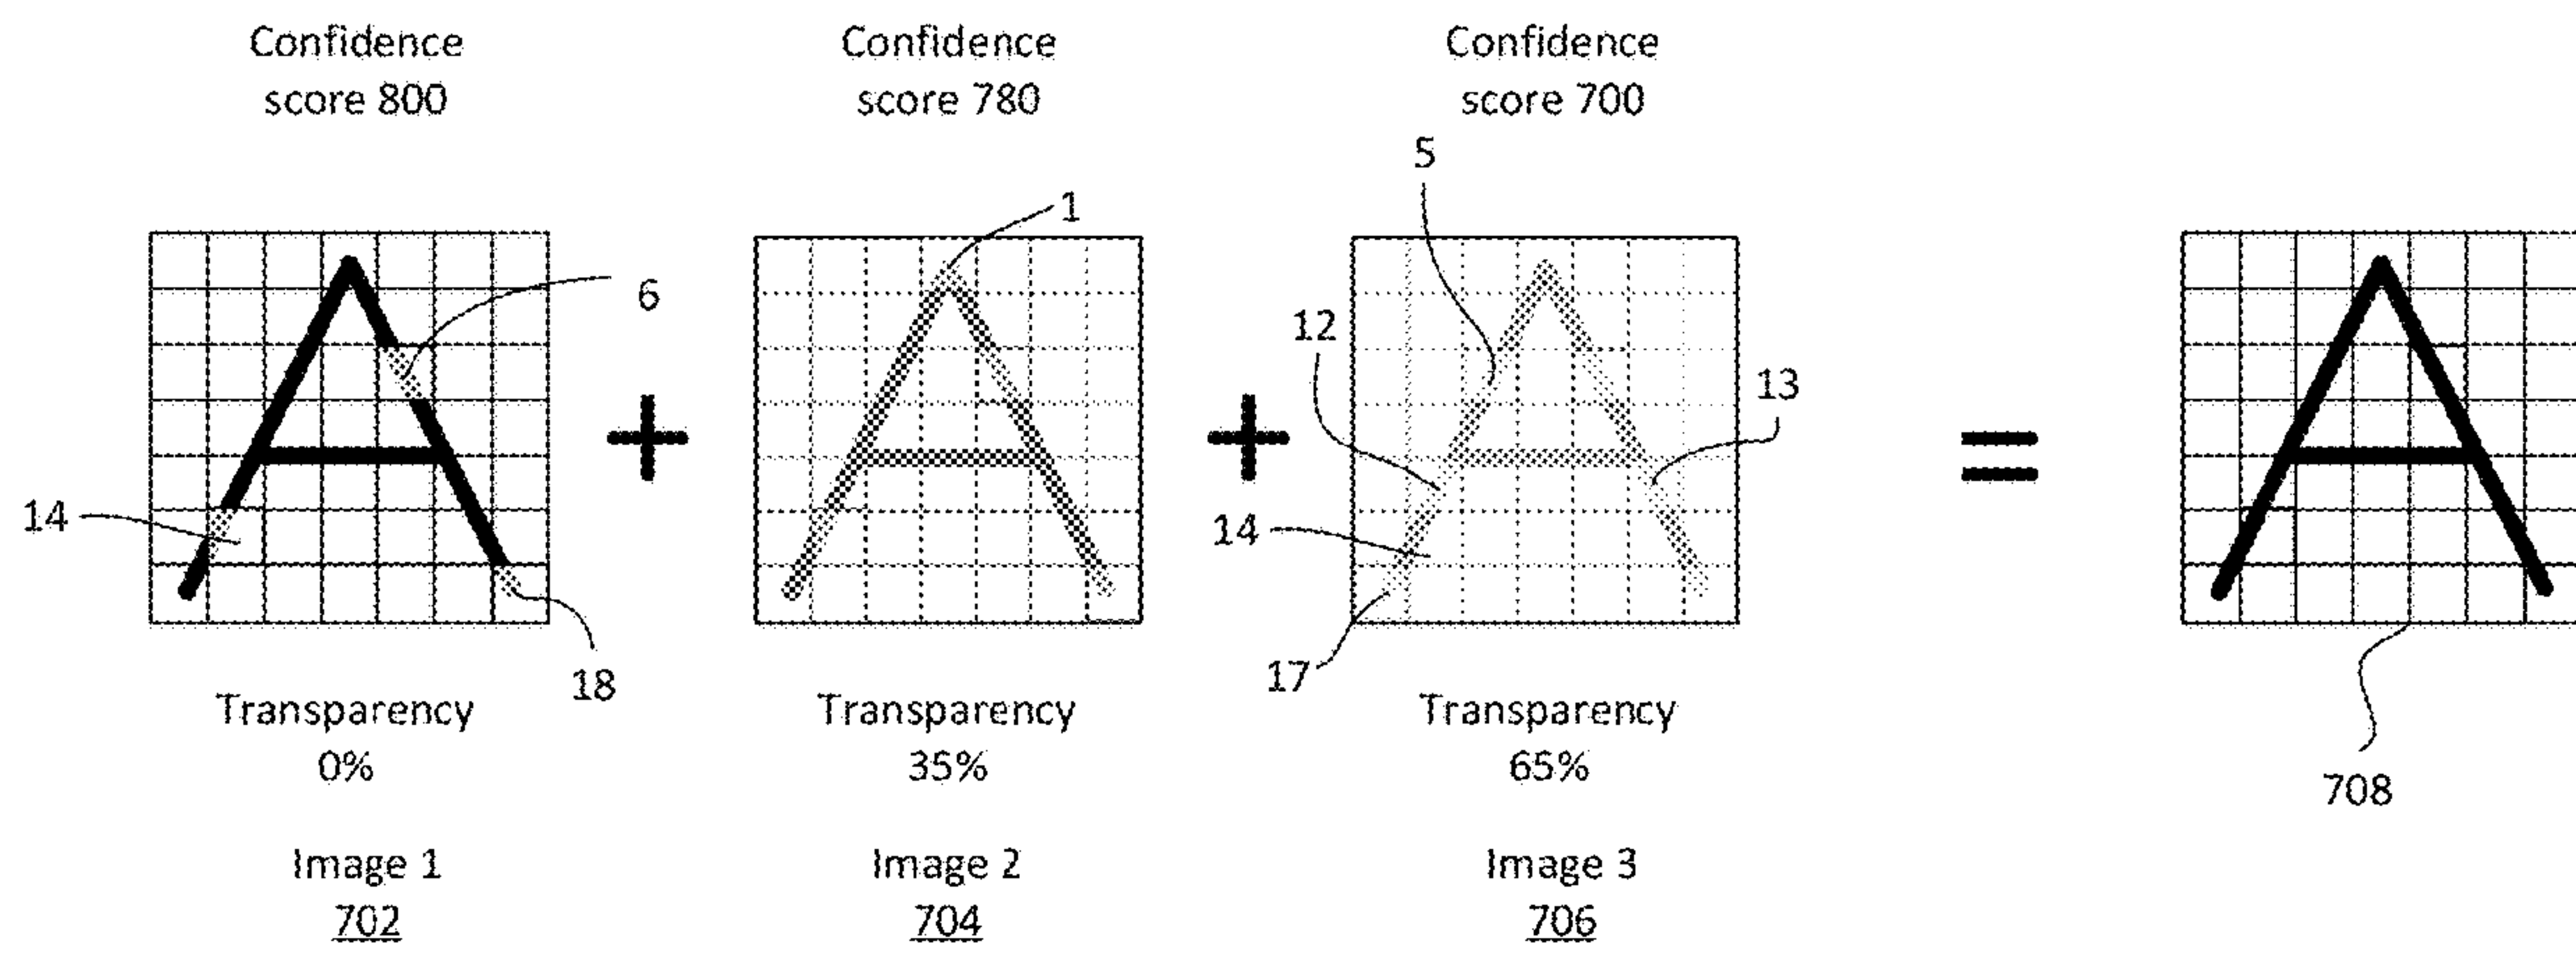 Confidence
score 800
Confidence
score 780
Confidence
score 700
5
1
6
12
13
14
14
18
17
Transparency
0%
Transparency
35%
Transparency
65%
708
Image 1
702
Image 2
704
Image 3
706
+
+
=